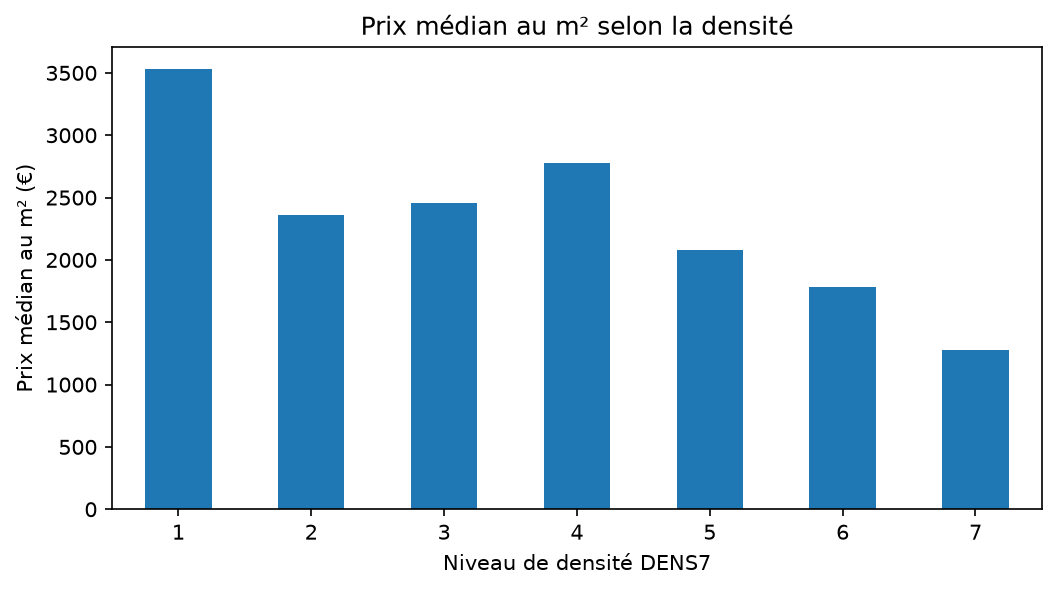 Prix médian au m² selon la densité
Prix médian au m² (€)
3500
3000
2500
2000
1500
1000
500
0
1 2 3 4 5 6 7
Niveau de densité DENS7